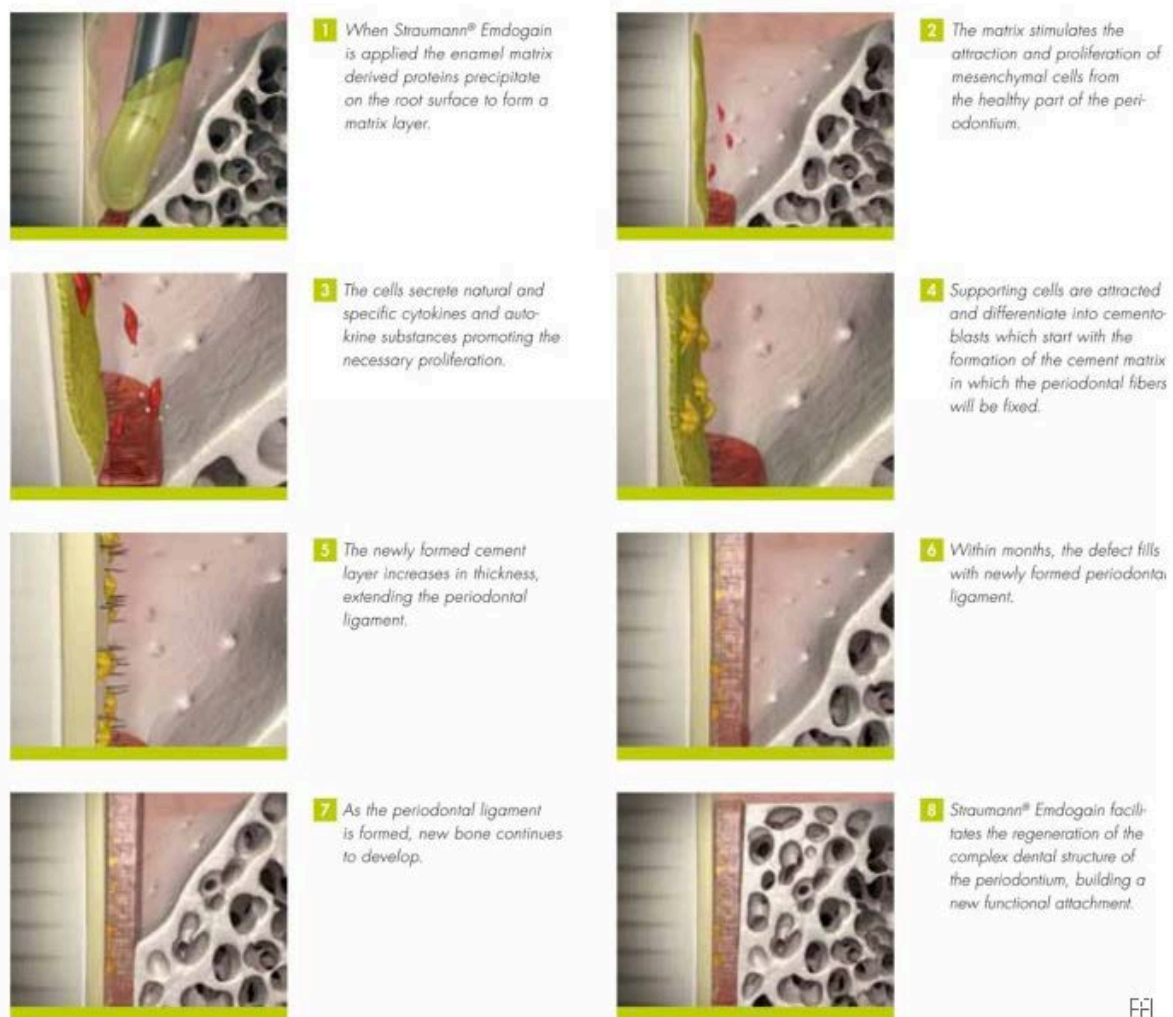 1 When Straumann® Emdogain
is applied the enamel matrix
derived proteins precipitate
on the root surface to form a
matrix layer.
2 The matrix stimulates the
attraction and proliferation of
mesenchymal cells from
the healthy part of the peri-
odontium.
3 The cells secrete natural and
specific cytokines and auto-
krine substances promoting the
necessary proliferation.
4 Supporting cells are attracted
and differentiate into cemento-
blasts which start with the
formation of the cement matrix
in which the periodontal fibers
will be fixed.
5 The newly formed cement
layer increases in thickness,
extending the periodontal
ligament.
6 Within months, the defect fills
with newly formed periodontal
ligament.
7 As the periodontal ligament
is formed, new bone continues
to develop.
8 Straumann® Emdogain facili-
tates the regeneration of the
complex dental structure of
the periodontium, building a
new functional attachment.